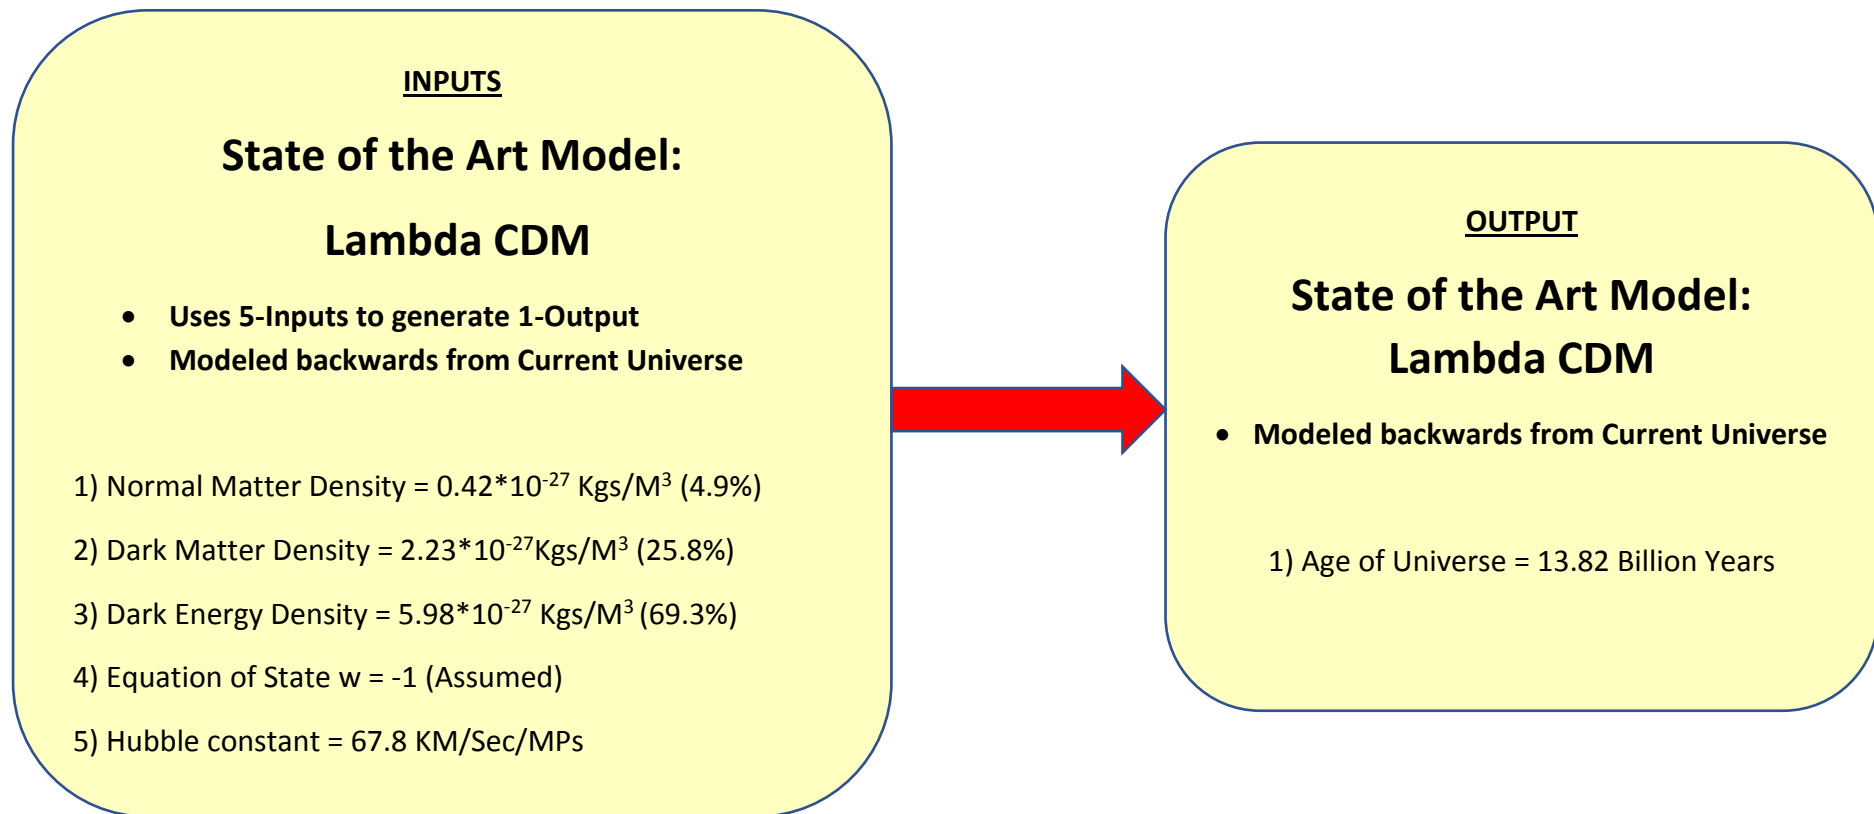 INPUTS
State of the Art Model:
Lambda CDM
• Uses 5-Inputs to generate 1-Output
• Modeled backwards from Current Universe
1) Normal Matter Density = 0.42*10⁻²⁷ Kgs/M³ (4.9%)
2) Dark Matter Density = 2.23*10⁻²⁷Kgs/M³ (25.8%)
3) Dark Energy Density = 5.98*10⁻²⁷ Kgs/M³ (69.3%)
4) Equation of State w = -1 (Assumed)
5) Hubble constant = 67.8 KM/Sec/MPs
OUTPUT
State of the Art Model:
Lambda CDM
• Modeled backwards from Current Universe
1) Age of Universe = 13.82 Billion Years